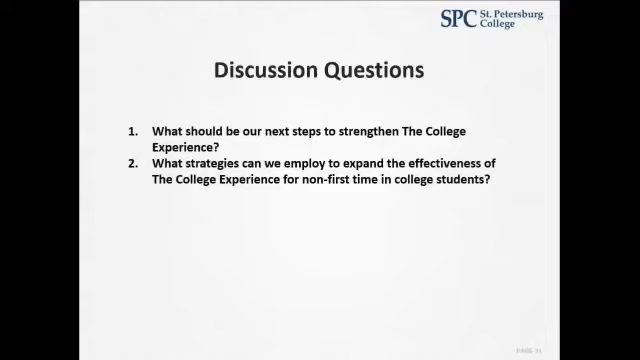 SPC St. Petersburg
College
Discussion Questions
1. What should be our next steps to strengthen The College
Experience?
2. What strategies can we employ to expand the effectiveness of
The College Experience for non-first time in college students?
PAGE